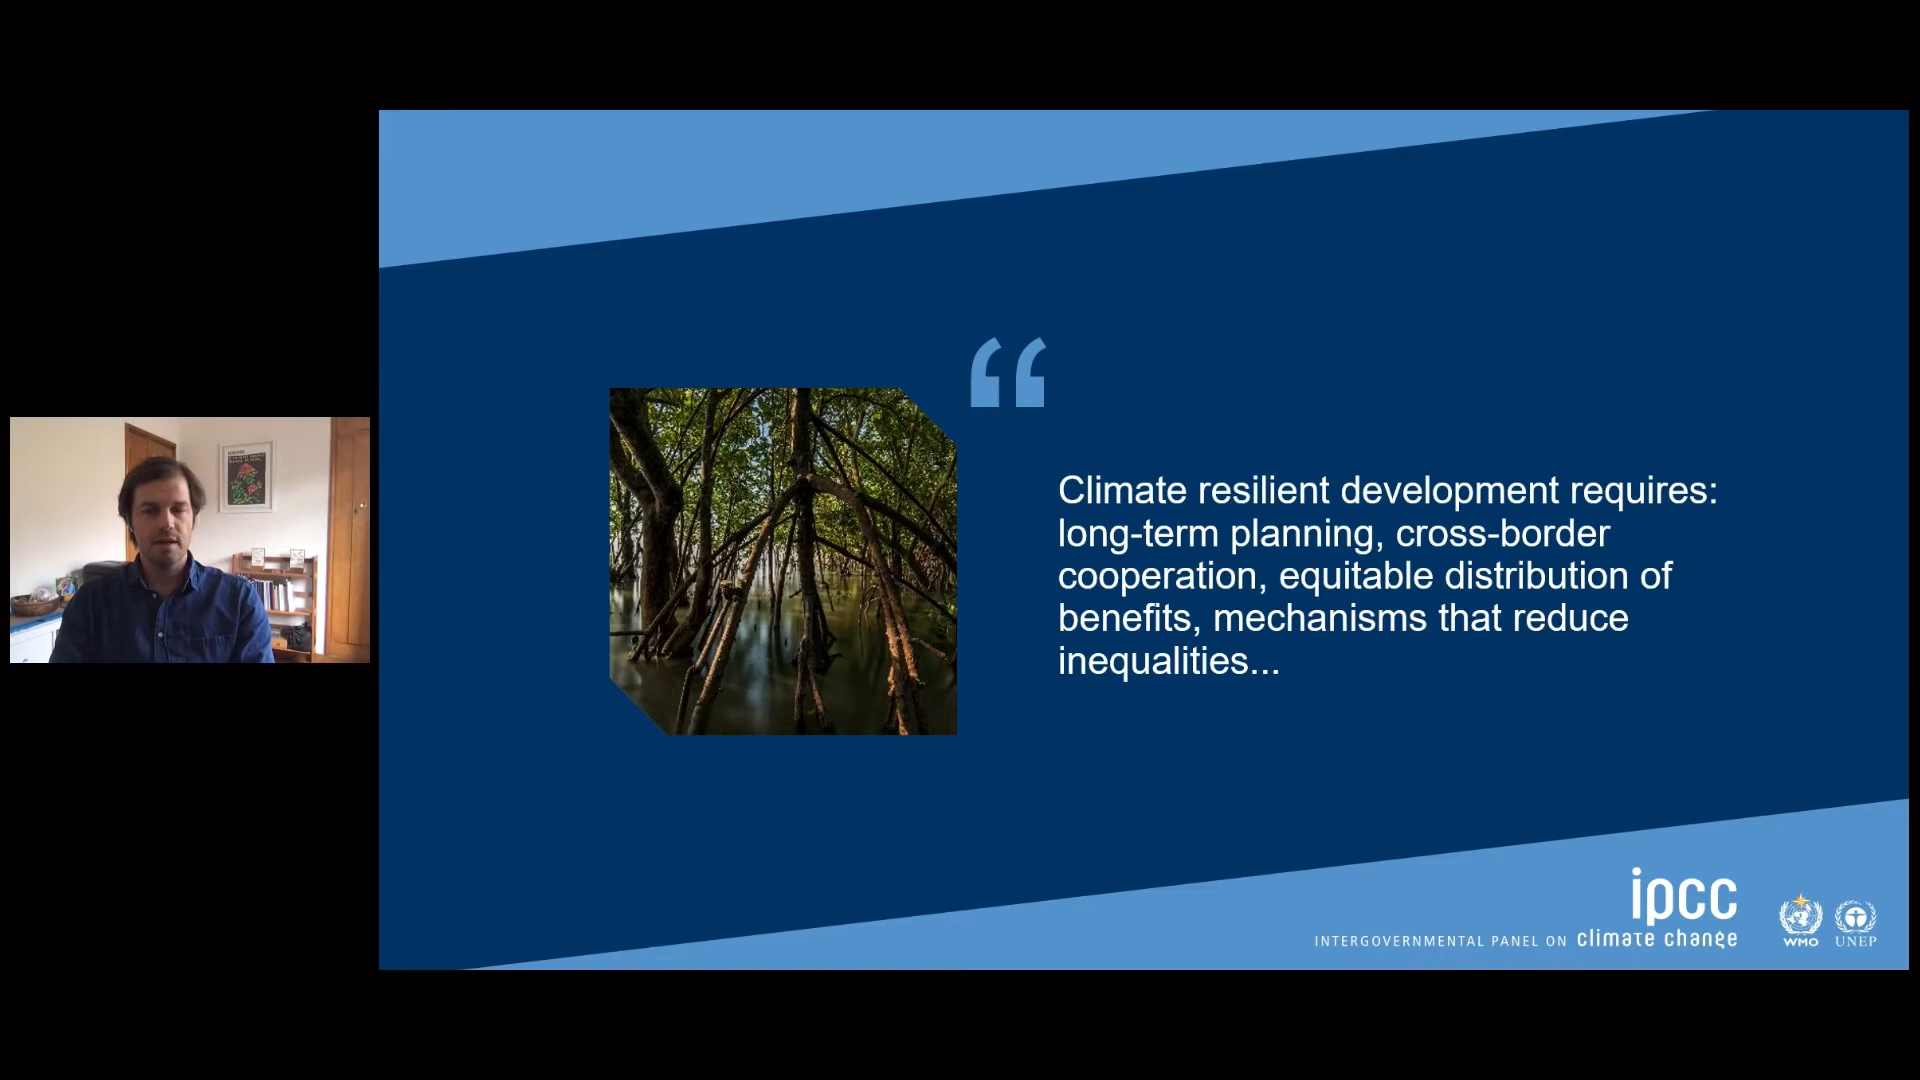 “
Climate resilient development requires:
long-term planning, cross-border
cooperation, equitable distribution of
benefits, mechanisms that reduce
inequalities...
ipcc
INTERGOVERNMENTAL PANEL ON climate change
WMO
UNEP